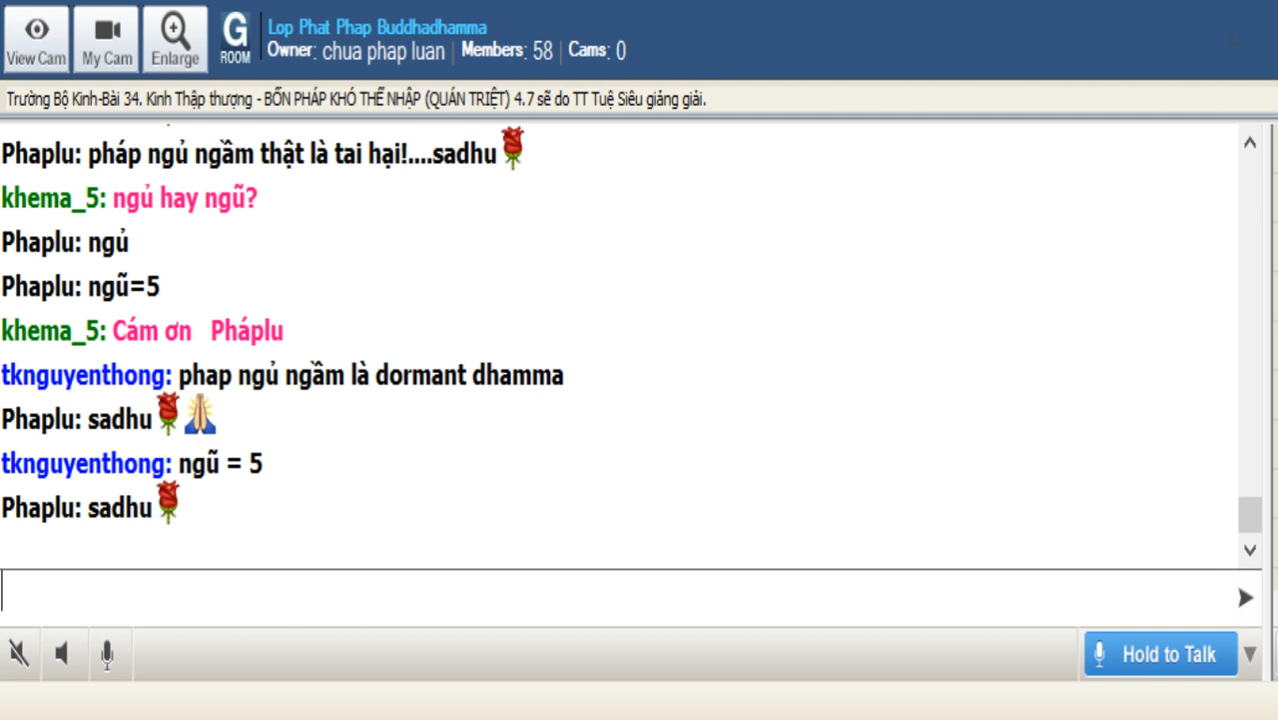 View Cam
My Cam
Enlarge
G
ROOM
Lop Phat Phap Buddhadhamma
Owner: chua phap luan | Members: 58 | Cams: 0
Trường Bộ Kinh-Bài 34. Kinh Thập thượng - BỐN PHÁP KHÓ THỂ NHẬP (QUÁN TRIỆT) 4.7 sẽ do TT Tuệ Siêu giảng giải.
Phaplu: pháp ngủ ngầm thật là tai hại!....sadhu
khema_5: ngủ hay ngũ?
Phaplu: ngủ
Phaplu: ngũ=5
khema_5: Cám ơn Pháplu
tknguyenthong: phap ngủ ngầm là dormant dhamma
Phaplu: sadhu
tknguyenthong: ngũ = 5
Phaplu: sadhu
Hold to Talk